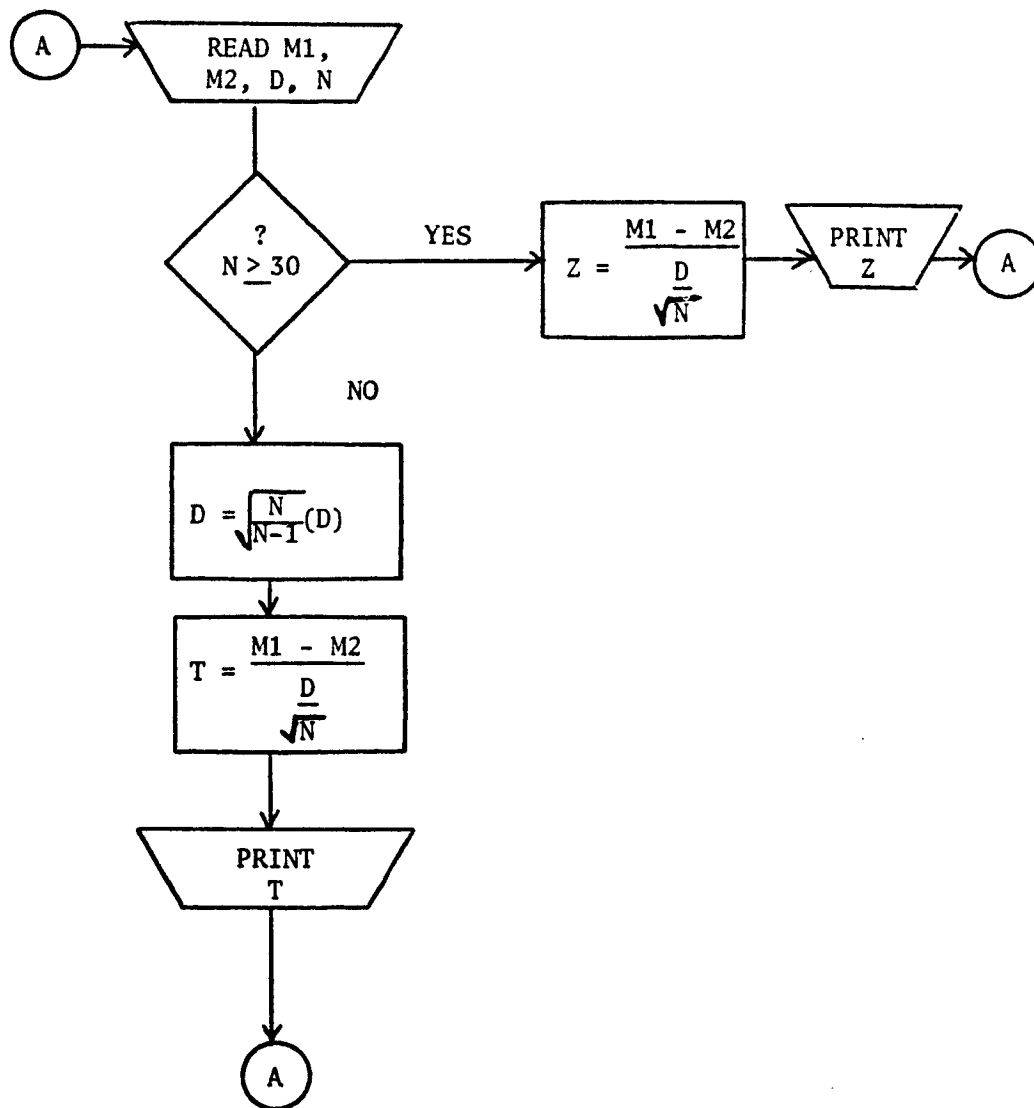 A
READ M1,
M2, D, N
?
N ≥ 30
YES
Z = M1 - M2
D
√N
PRINT
Z
A
NO
D = √N
N-1 (D)
T = M1 - M2
D
√N
PRINT
T
A